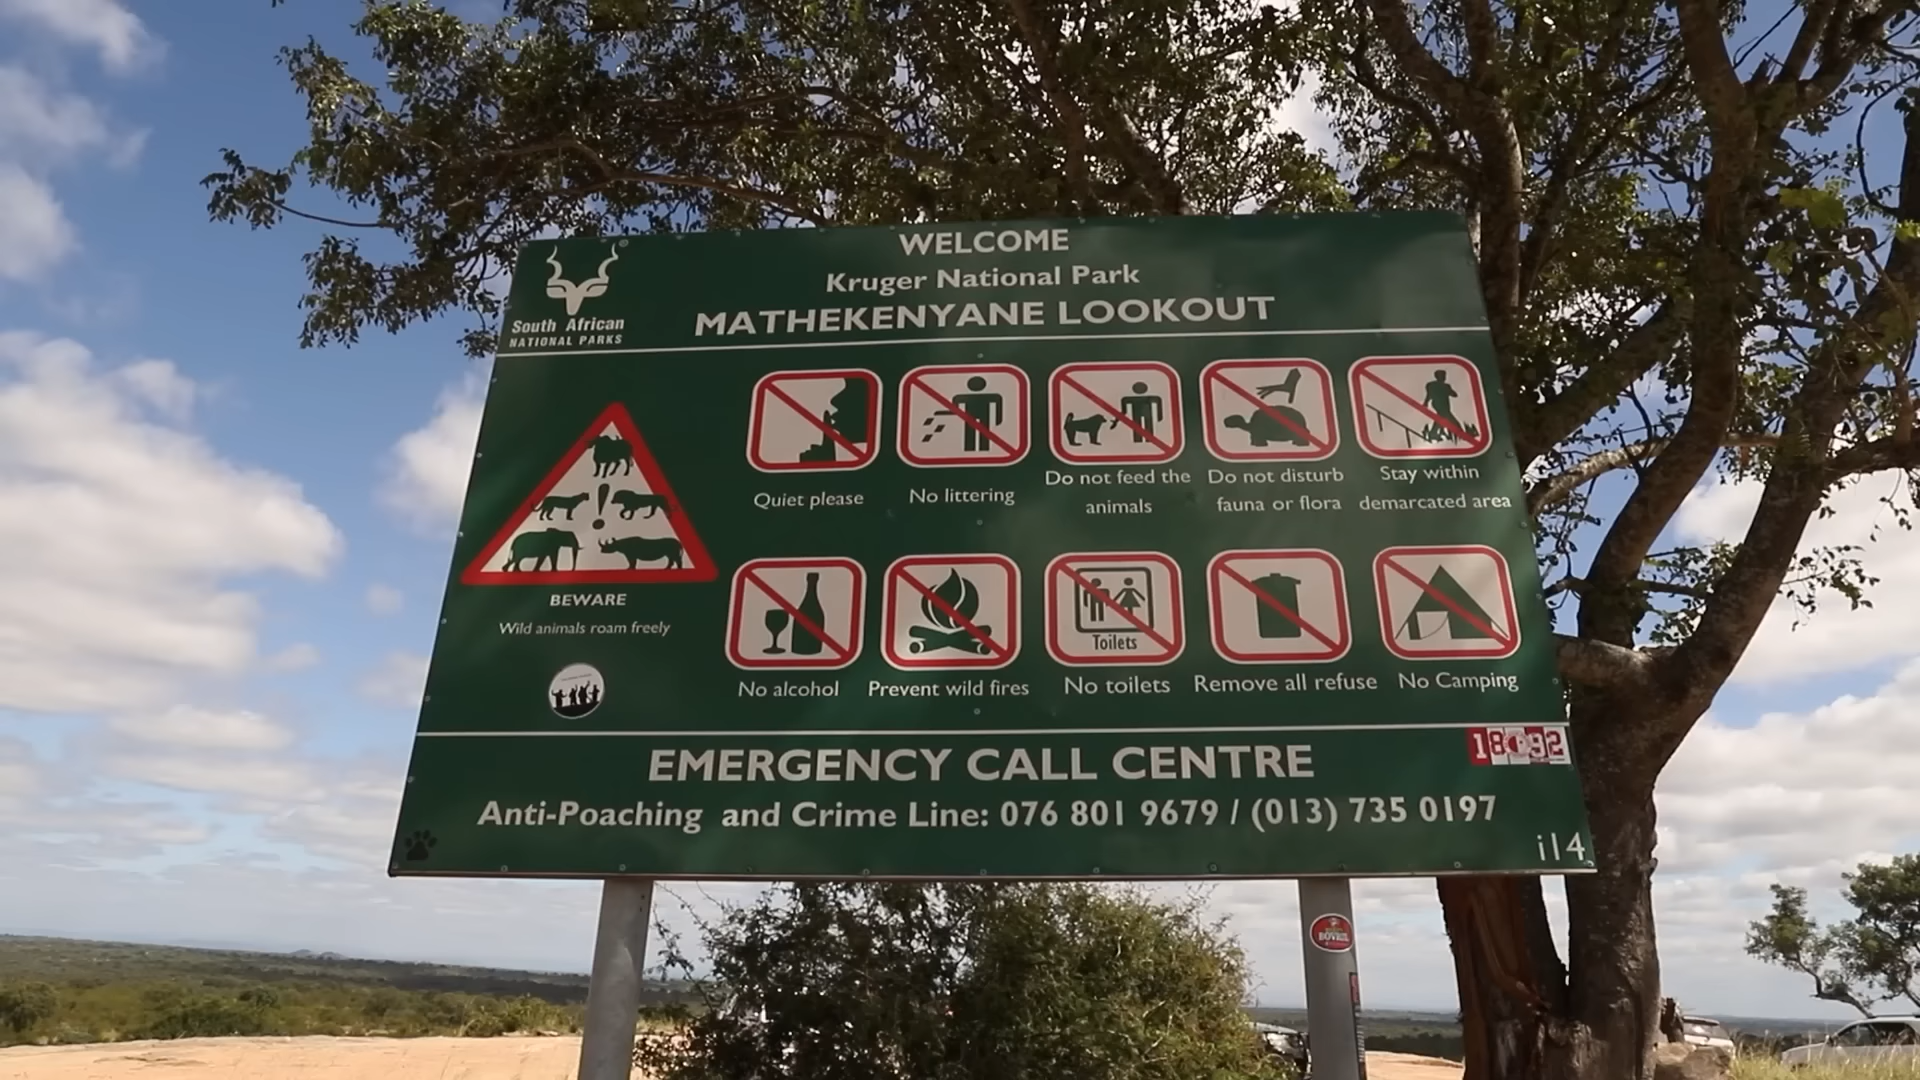 WELCOME
Kruger National Park
MATHEKENYANE LOOKOUT
South African
NATIONAL PARKS
Quiet please
No littering
Do not feed the
animals
Do not disturb
fauna or flora
Stay within
demarcated area
BEWARE
Wild animals roam freely
Toilets
No alcohol
Prevent wild fires
No toilets
Remove all refuse
No Camping
EMERGENCY CALL CENTRE
Anti-Poaching and Crime Line: 076 801 9679 / (013) 735 0197
i14
BOVRIL